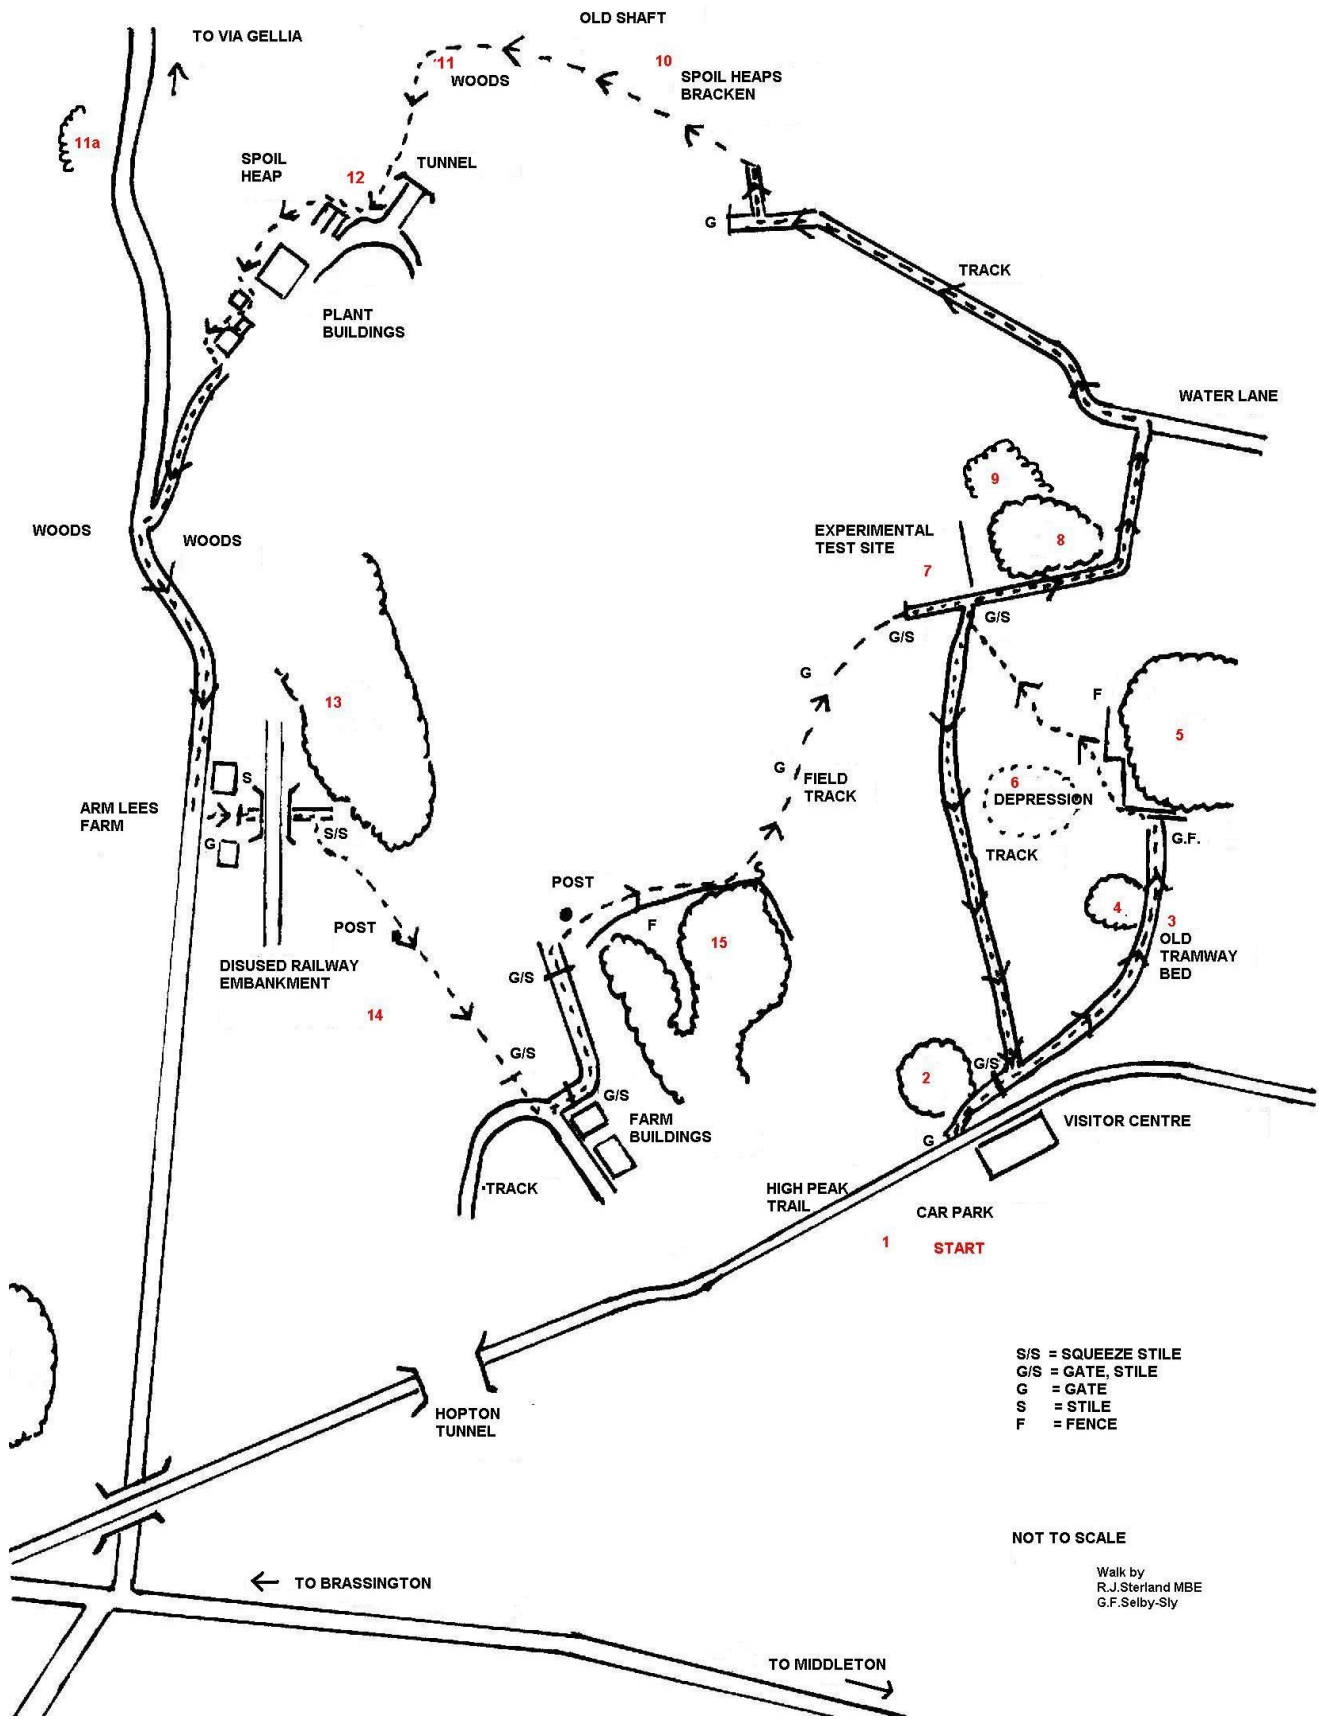 OLD SHAFT
TO VIA GELLIA
10
11
WOODS
SPOIL HEAPS
BRACKEN
11a
SPOIL
HEAP
12
TUNNEL
G
TRACK
PLANT
BUILDINGS
WATER LANE
9
WOODS
WOODS
EXPERIMENTAL
TEST SITE
8
7
G/S
G/S
13
G
F
5
S
G
FIELD
TRACK
6
DEPRESSION
ARM LEES
FARM
S/S
G
G.F.
TRACK
POST
4
3
POST
F
15
OLD
TRAMWAY
BED
DISUSED RAILWAY
EMBANKMENT
G/S
14
G/S
G/S
2
G/S
FARM
BUILDINGS
G
VISITOR CENTRE
TRACK
HIGH PEAK
TRAIL
CAR PARK
1
START
S/S = SQUEEZE STILE
G/S = GATE, STILE
G = GATE
S = STILE
F = FENCE
HOPTON
TUNNEL
NOT TO SCALE
Walk by
R.J.Sterland MBE
G.F.Selby-Sly
TO BRASSINGTON
TO MIDDLETON